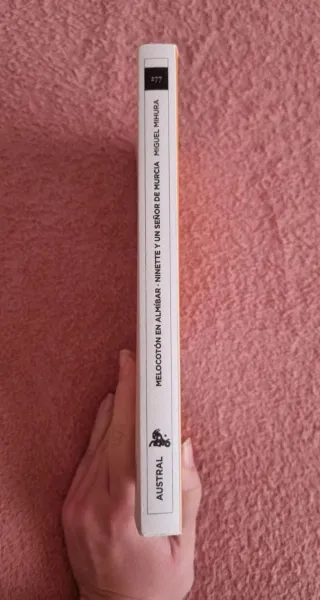 277
MELOCOTÓN EN ALMÍBAR · NINETTE Y UN SEÑOR DE MURCIA MIGUEL MIHURA
AUSTRAL